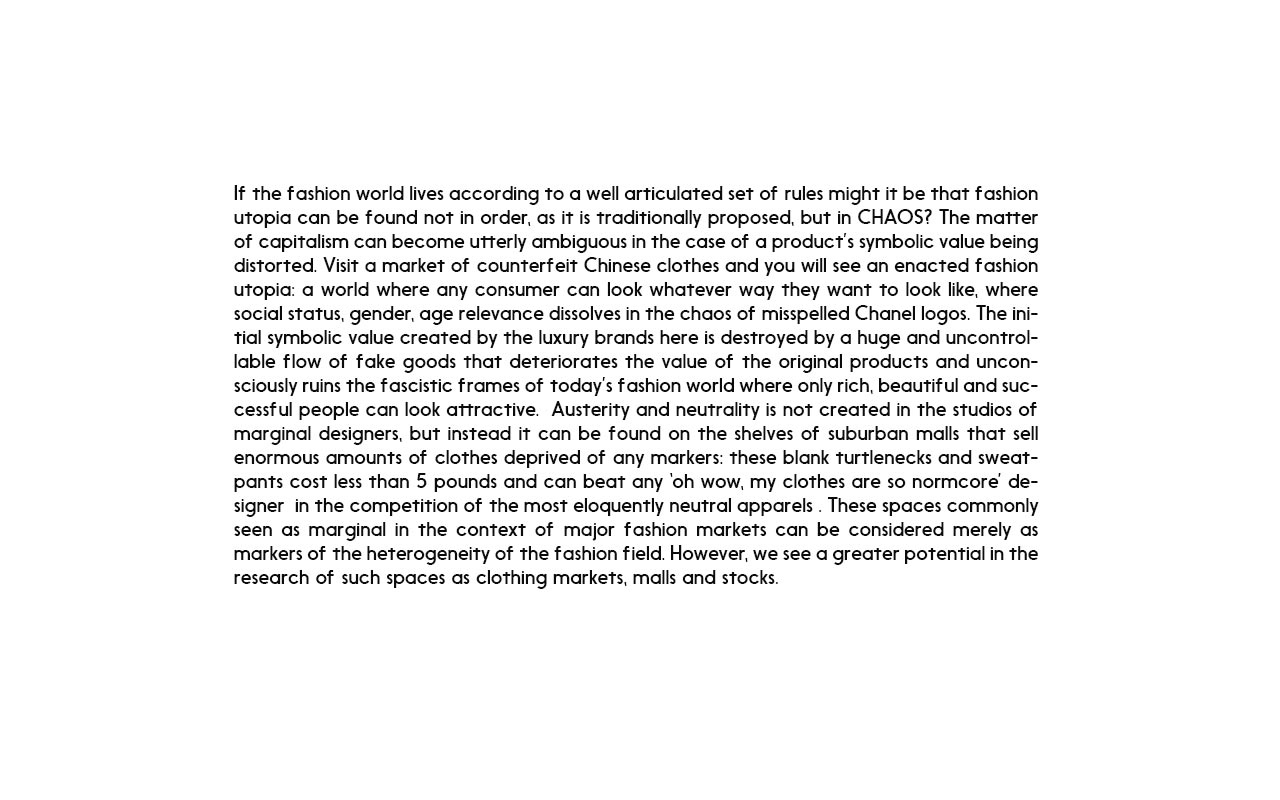 If the fashion world lives according to a well articulated set of rules might it be that fashion
utopia can be found not in order, as it is traditionally proposed, but in CHAOS? The matter
of capitalism can become utterly ambiguous in the case of a product's symbolic value being
distorted. Visit a market of counterfeit Chinese clothes and you will see an enacted fashion
utopia: a world where any consumer can look whatever way they want to look like, where
social status, gender, age relevance dissolves in the chaos of misspelled Chanel logos. The ini-
tial symbolic value created by the luxury brands here is destroyed by a huge and uncontrol-
lable flow of fake goods that deteriorates the value of the original products and uncon-
sciously ruins the fascistic frames of today's fashion world where only rich, beautiful and suc-
cessful people can look attractive.  Austerity and neutrality is not created in the studios of
marginal designers, but instead it can be found on the shelves of suburban malls that sell
enormous amounts of clothes deprived of any markers: these blank turtlenecks and sweat-
pants cost less than 5 pounds and can beat any 'oh wow, my clothes are so normcore' de-
signer  in the competition of the most eloquently neutral apparels . These spaces commonly
seen as marginal in the context of major fashion markets can be considered merely as
markers of the heterogeneity of the fashion field. However, we see a greater potential in the
research of such spaces as clothing markets, malls and stocks.